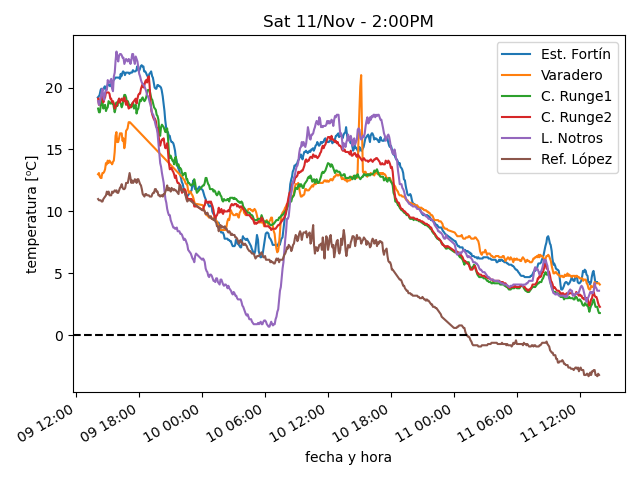 Sat 11/Nov - 2:00PM
temperatura [°C]
20
15
10
5
0
Est. Fortín
Varadero
C. Runge1
C. Runge2
L. Notros
Ref. López
09 12:00
09 18:00
10 00:00
10 06:00
10 12:00
10 18:00
11 00:00
11 06:00
11 12:00
fecha y hora